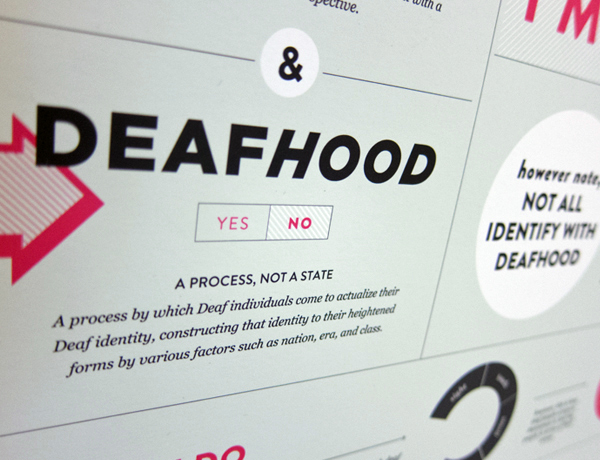 with a
spective.
I M
&
DEAFHOOD
YES NO
A PROCESS, NOT A STATE
A process by which Deaf individuals come to actualize their
Deaf identity, constructing that identity to their heightened
forms by various factors such as nation, era, and class.
however note,
NOT ALL
IDENTIFY WITH
DEAFHOOD